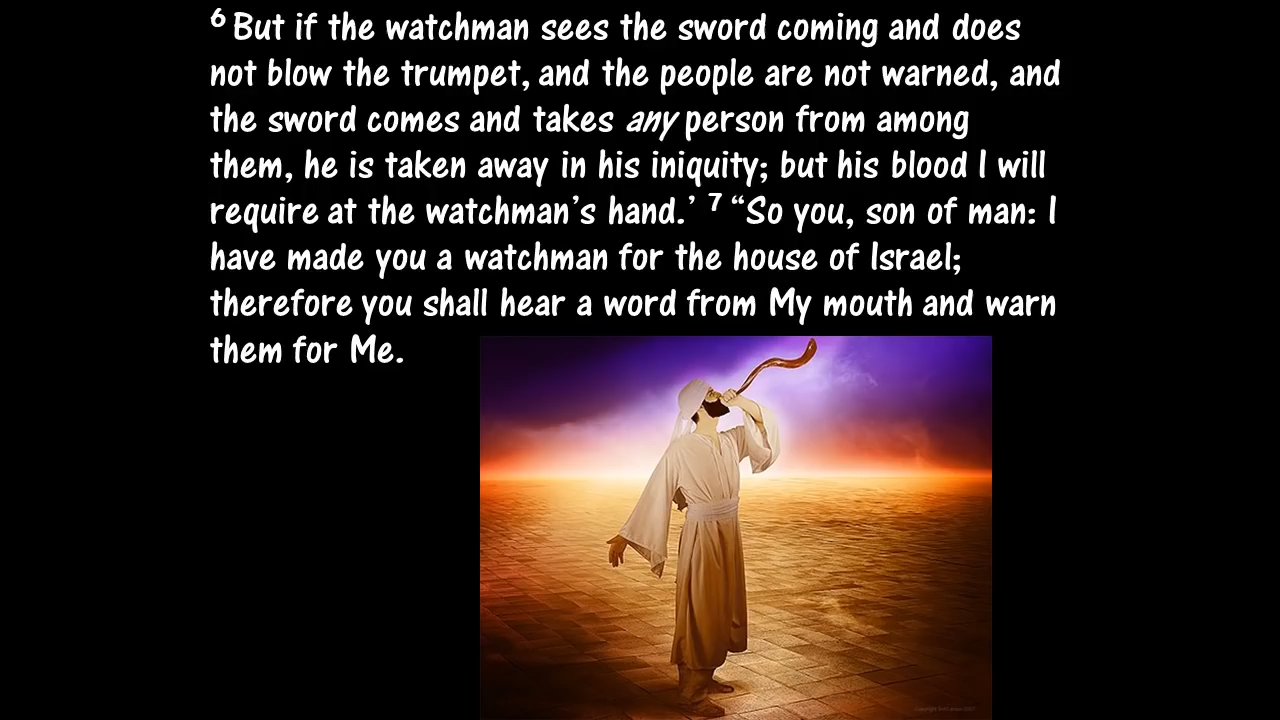 ⁶ But if the watchman sees the sword coming and does
not blow the trumpet, and the people are not warned, and
the sword comes and takes any person from among
them, he is taken away in his iniquity; but his blood I will
require at the watchman’s hand.’ ⁷ “So you, son of man: I
have made you a watchman for the house of Israel;
therefore you shall hear a word from My mouth and warn
them for Me.